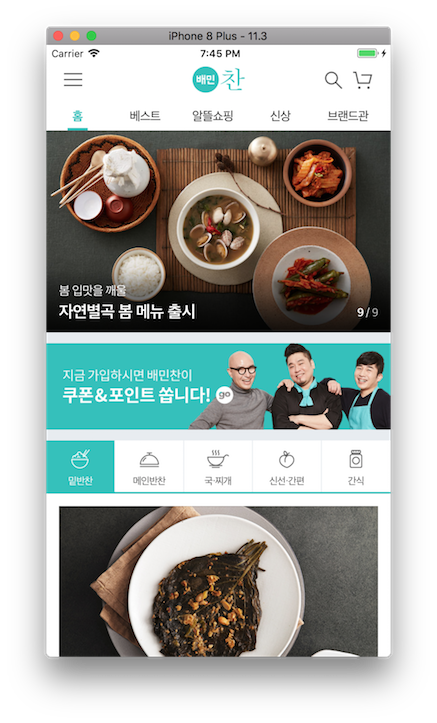 iPhone 8 Plus - 11.3
Carrier 7:45 PM
배민 찬
홈 베스트 알뜰쇼핑 신상 브랜드관
봄 입맛을 깨울
자연별곡 봄 메뉴 출시
9 / 9
지금 가입하시면 배민찬이
쿠폰&포인트 쏩니다! go
밑반찬 메인반찬 국·찌개 신선·간편 간식